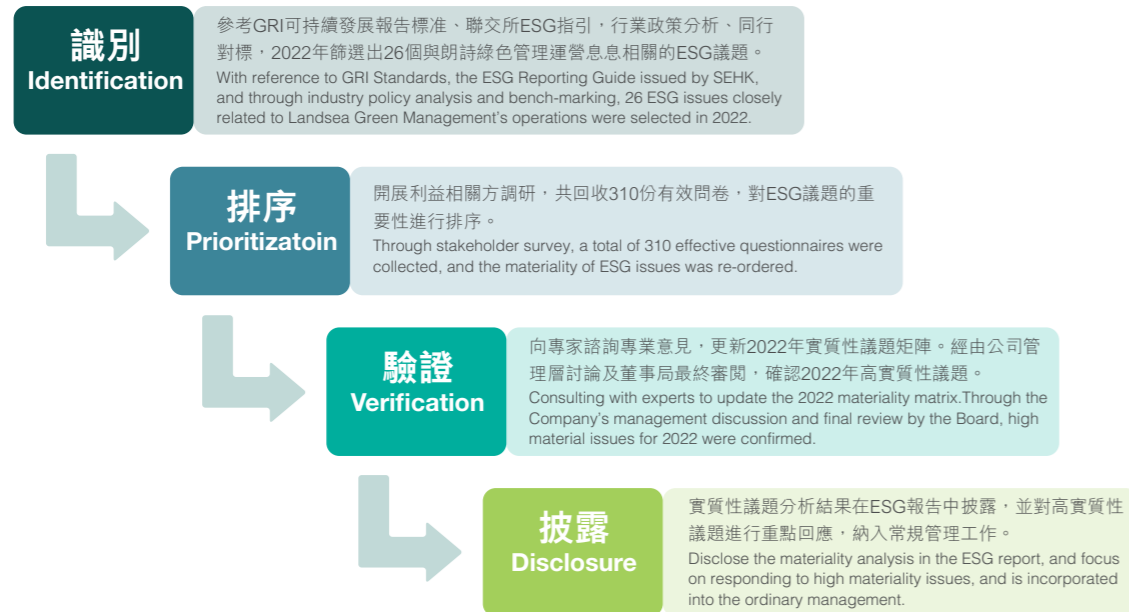 識別
Identification
參考GRI可持續發展報告標准、聯交所ESG指引，行業政策分析、同行
對標，2022年篩選出26個與朗詩綠色管理運營息息相關的ESG議題。
With reference to GRI Standards, the ESG Reporting Guide issued by SEHK,
and through industry policy analysis and bench-marking, 26 ESG issues closely
related to Landsea Green Management's operations were selected in 2022.
排序
Prioritizatoin
開展利益相關方調研，共回收310份有效問卷，對ESG議題的重
要性進行排序。
Through stakeholder survey, a total of 310 effective questionnaires were
collected, and the materiality of ESG issues was re-ordered.
驗證
Verification
向專家諮詢專業意見，更新2022年實質性議題矩陣。經由公司管
理層討論及董事局最終審閱，確認2022年高實質性議題。
Consulting with experts to update the 2022 materiality matrix.Through the
Company's management discussion and final review by the Board, high
material issues for 2022 were confirmed.
披露
Disclosure
實質性議題分析結果在ESG報告中披露，並對高實質性
議題進行重點回應，納入常規管理工作。
Disclose the materiality analysis in the ESG report, and focus
on responding to high materiality issues, and is incorporated
into the ordinary management.